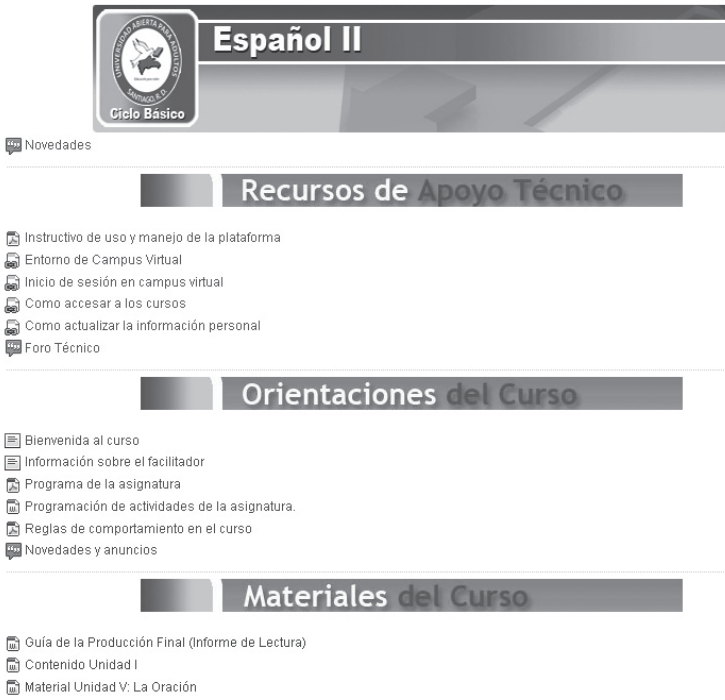 Español II
UNIVERSIDAD ABIERTA PARA ADULTOS
SANTIAGO, R. D.
Ciclo Básico
Novedades
Recursos de Apoyo Técnico
Instructivo de uso y manejo de la plataforma
Entorno de Campus Virtual
Inicio de sesión en campus virtual
Como accesar a los cursos
Como actualizar la información personal
Foro Técnico
Orientaciones del Curso
Bienvenida al curso
Información sobre el facilitador
Programa de la asignatura
Programación de actividades de la asignatura.
Reglas de comportamiento en el curso
Novedades y anuncios
Materiales del Curso
Guía de la Producción Final (Informe de Lectura)
Contenido Unidad I
Material Unidad V: La Oración